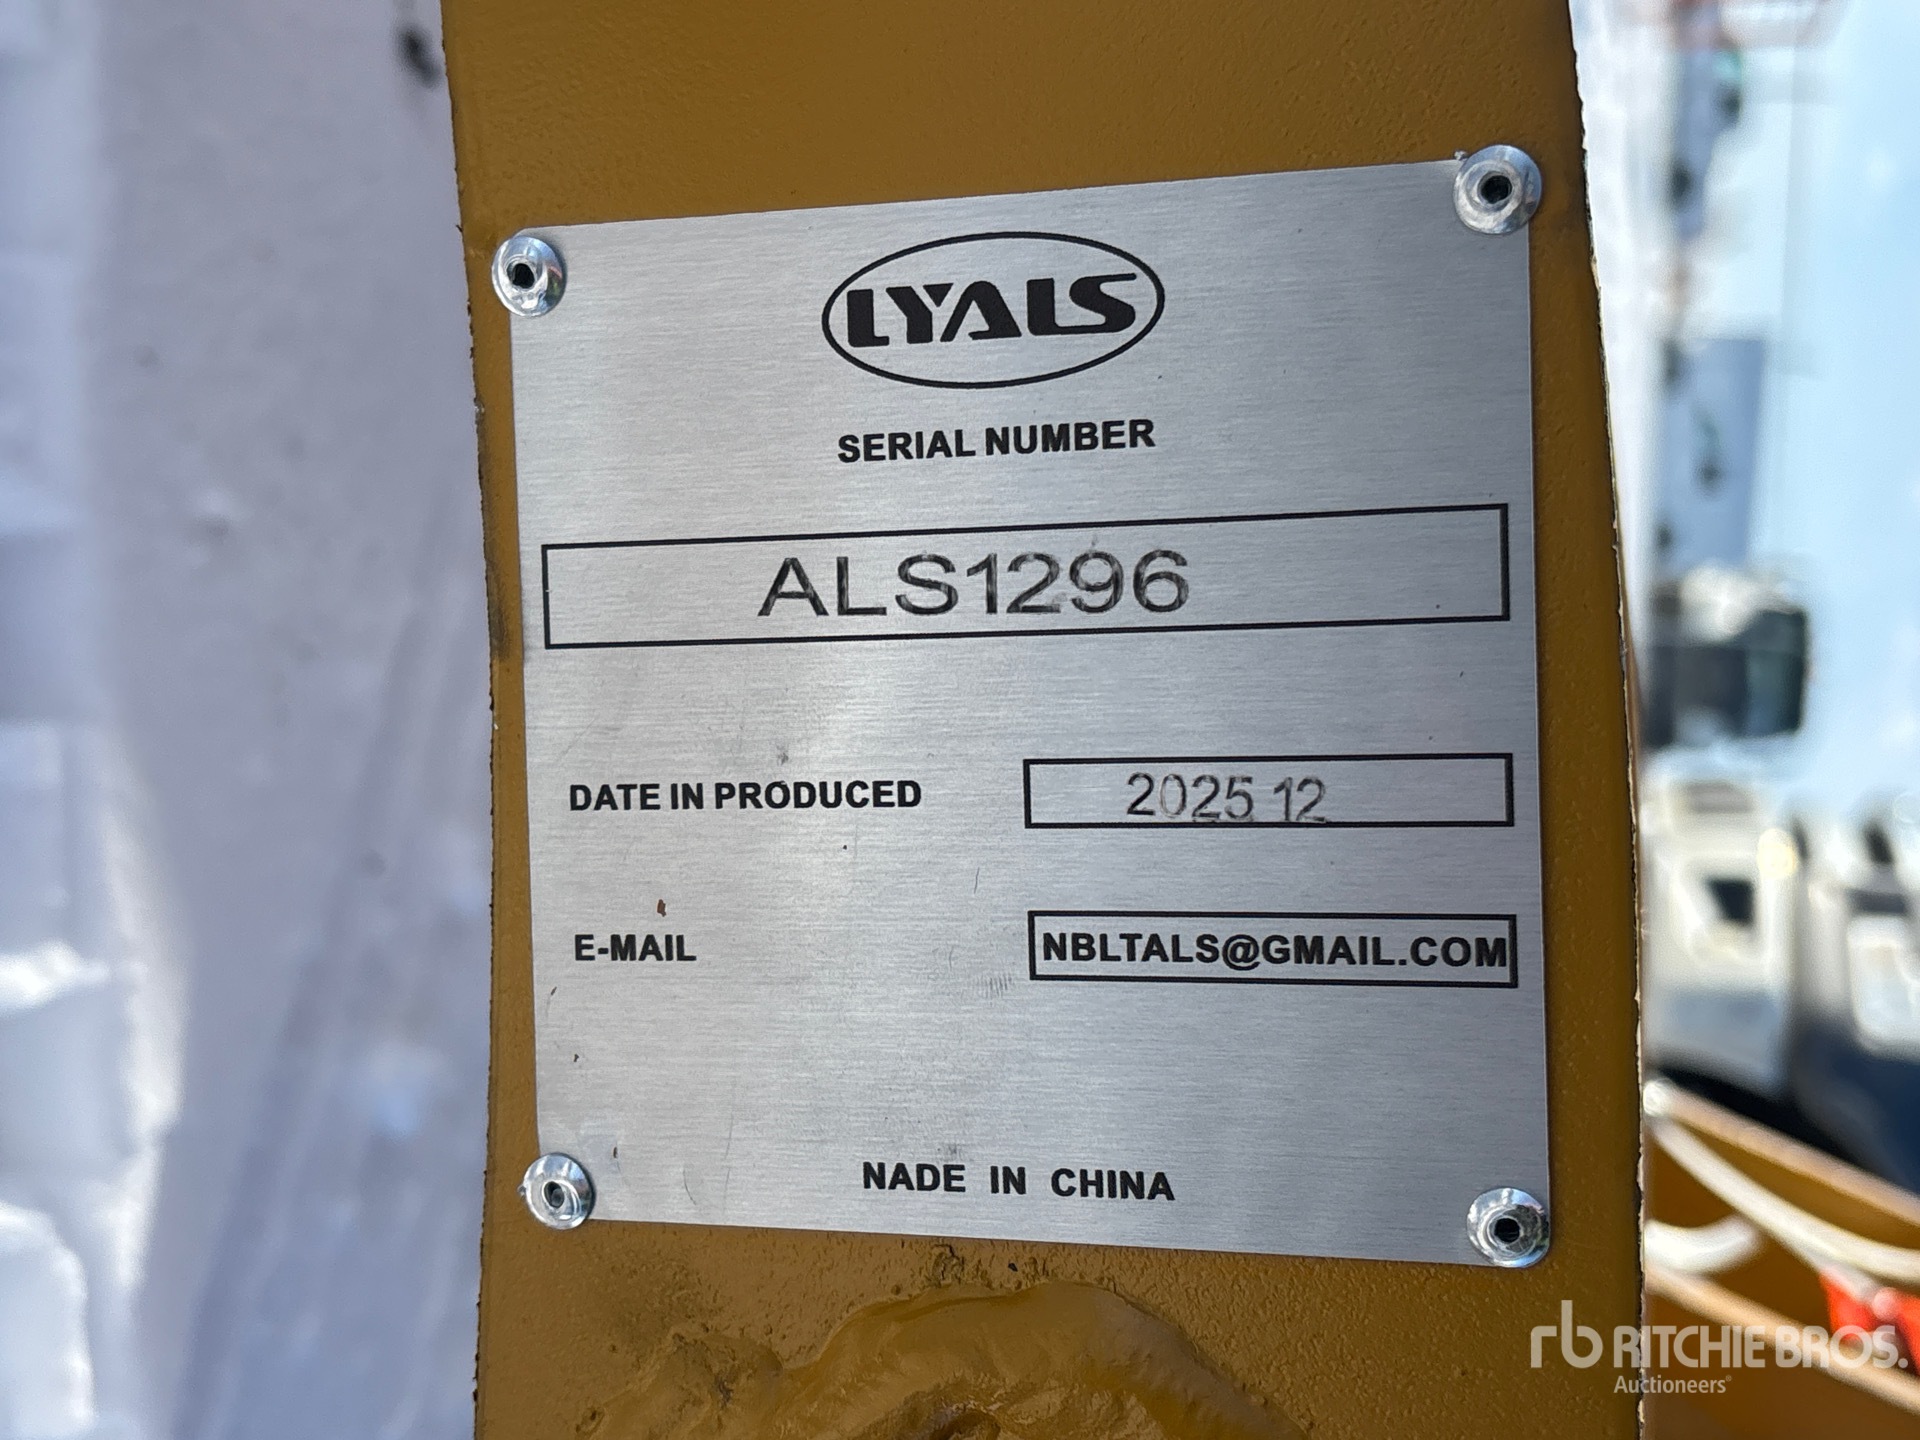 LYALS
SERIAL NUMBER
ALS1296
DATE IN PRODUCED 2025 12
E-MAIL NBLTALS@GMAIL.COM
NADE IN CHINA
rb RITCHIE BROS.
Auctioneers